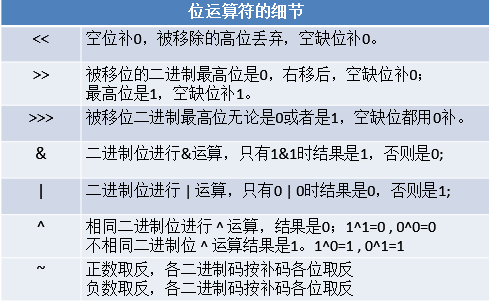 位运算符的细节
<< 空位补0，被移除的高位丢弃，空缺位补0。
>> 被移位的二进制最高位是0，右移后，空缺位补0；
最高位是1，空缺位补1。
>>> 被移位二进制最高位无论是0或者是1，空缺位都用0补。
& 二进制位进行&运算，只有1&1时结果是1，否则是0;
| 二进制位进行 | 运算，只有0 | 0时结果是0，否则是1;
^ 相同二进制位进行 ^ 运算，结果是0；1^1=0 , 0^0=0
不相同二进制位 ^ 运算结果是1。1^0=1 , 0^1=1
~ 正数取反，各二进制码按补码各位取反
负数取反，各二进制码按补码各位取反